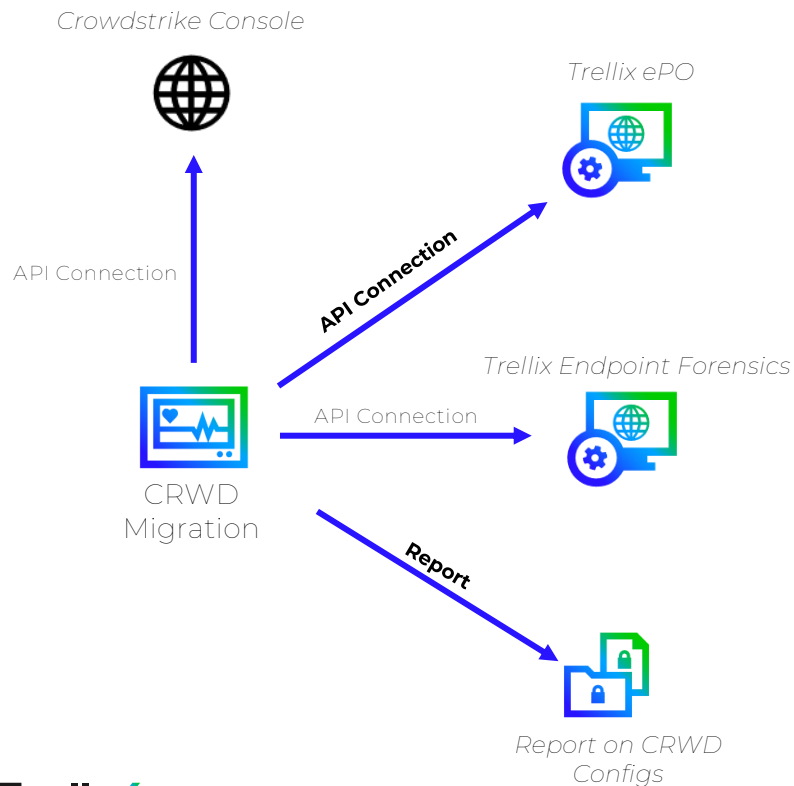 Crowdstrike Console
Trellix ePO
API Connection
API Connection
Trellix Endpoint Forensics
API Connection
CRWD
Migration
Report
Report on CRWD
Configs